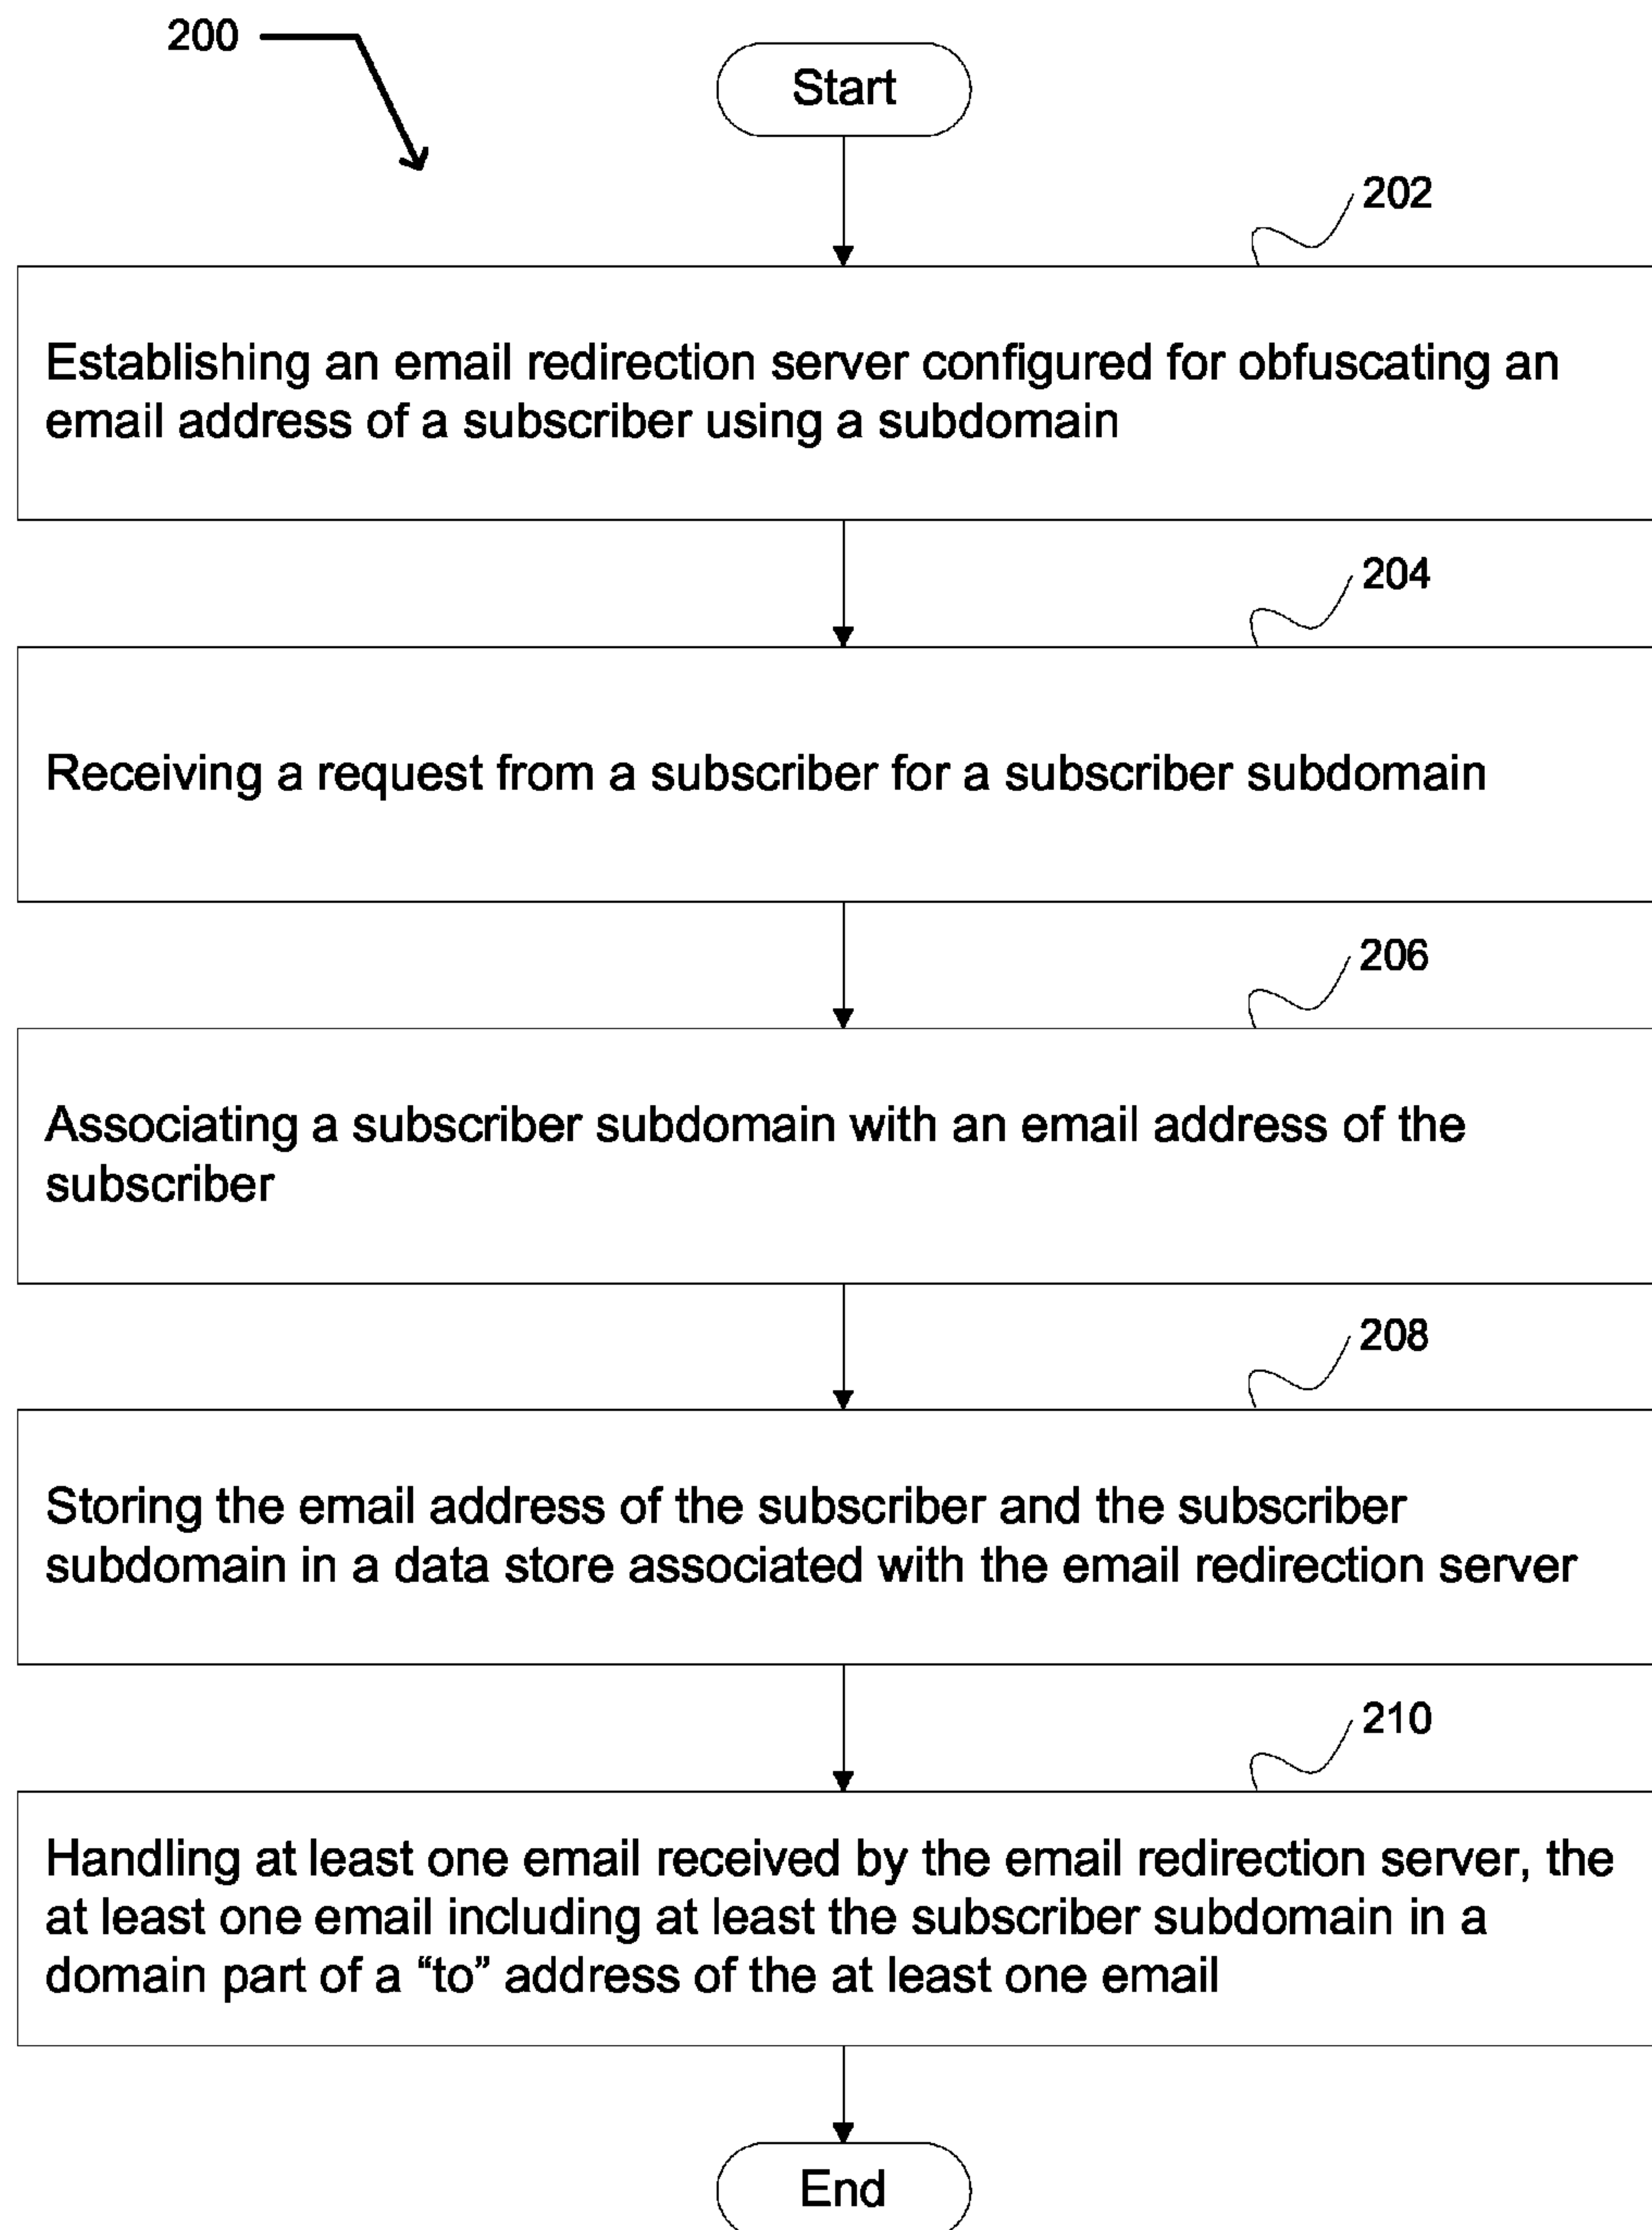 200
Start
202
Establishing an email redirection server configured for obfuscating an
email address of a subscriber using a subdomain
204
Receiving a request from a subscriber for a subscriber subdomain
206
Associating a subscriber subdomain with an email address of the
subscriber
208
Storing the email address of the subscriber and the subscriber
subdomain in a data store associated with the email redirection server
210
Handling at least one email received by the email redirection server, the
at least one email including at least the subscriber subdomain in a
domain part of a “to” address of the at least one email
End